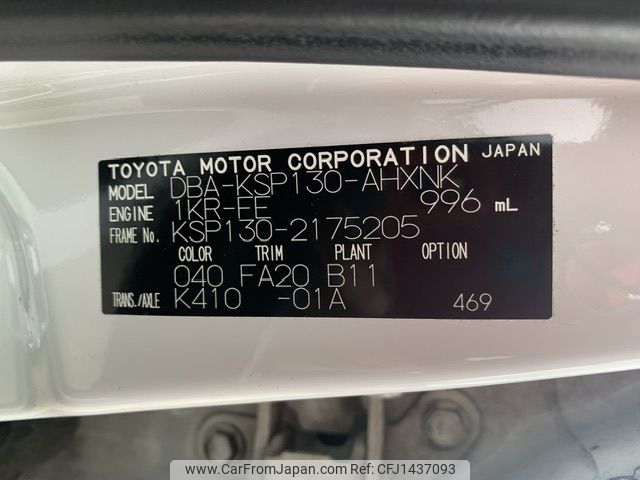 TOYOTA MOTOR CORPORATION JAPAN
MODEL DBA-KSP130-AHXNK
ENGINE 1KR-FE 996 mL
FRAME No. KSP130-2175205
COLOR TRIM PLANT OPTION
040 FA20 B11
TRANS./AXLE K410 -01A 469
www.CarFromJapan.com | CFJ1437093